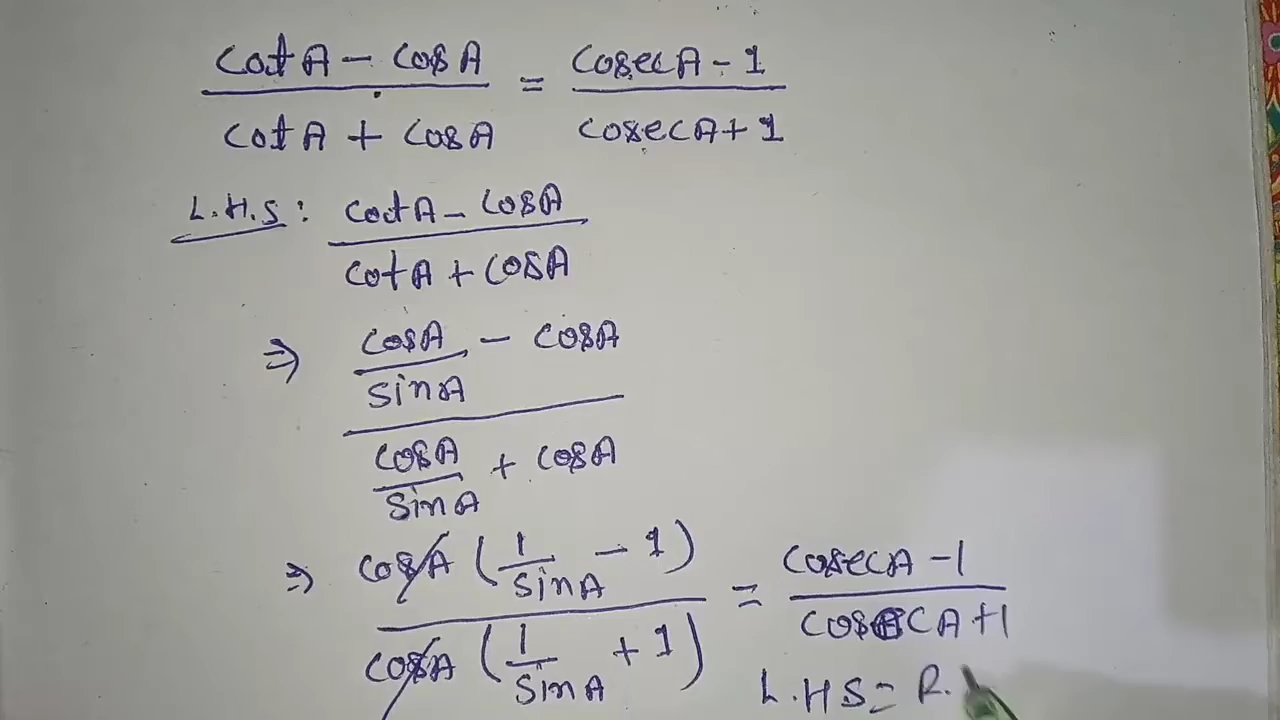 cotA - cosA / cotA + cosA = cosecA - 1 / cosecA + 1
L.H.S : cotA - cosA / cotA + cosA
⇒ cosA/sinA - cosA / cosA/sinA + cosA
⇒ cosA (1/sinA - 1) / cosA (1/sinA + 1) = cosecA - 1 / cosecA + 1
L.HS = R.